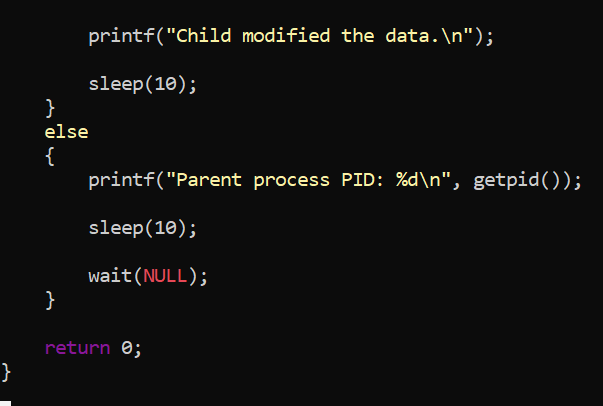 printf("Child modified the data.\n");
sleep(10);
}
else
{
printf("Parent process PID: %d\n", getpid());
sleep(10);
wait(NULL);
}
return 0;
}